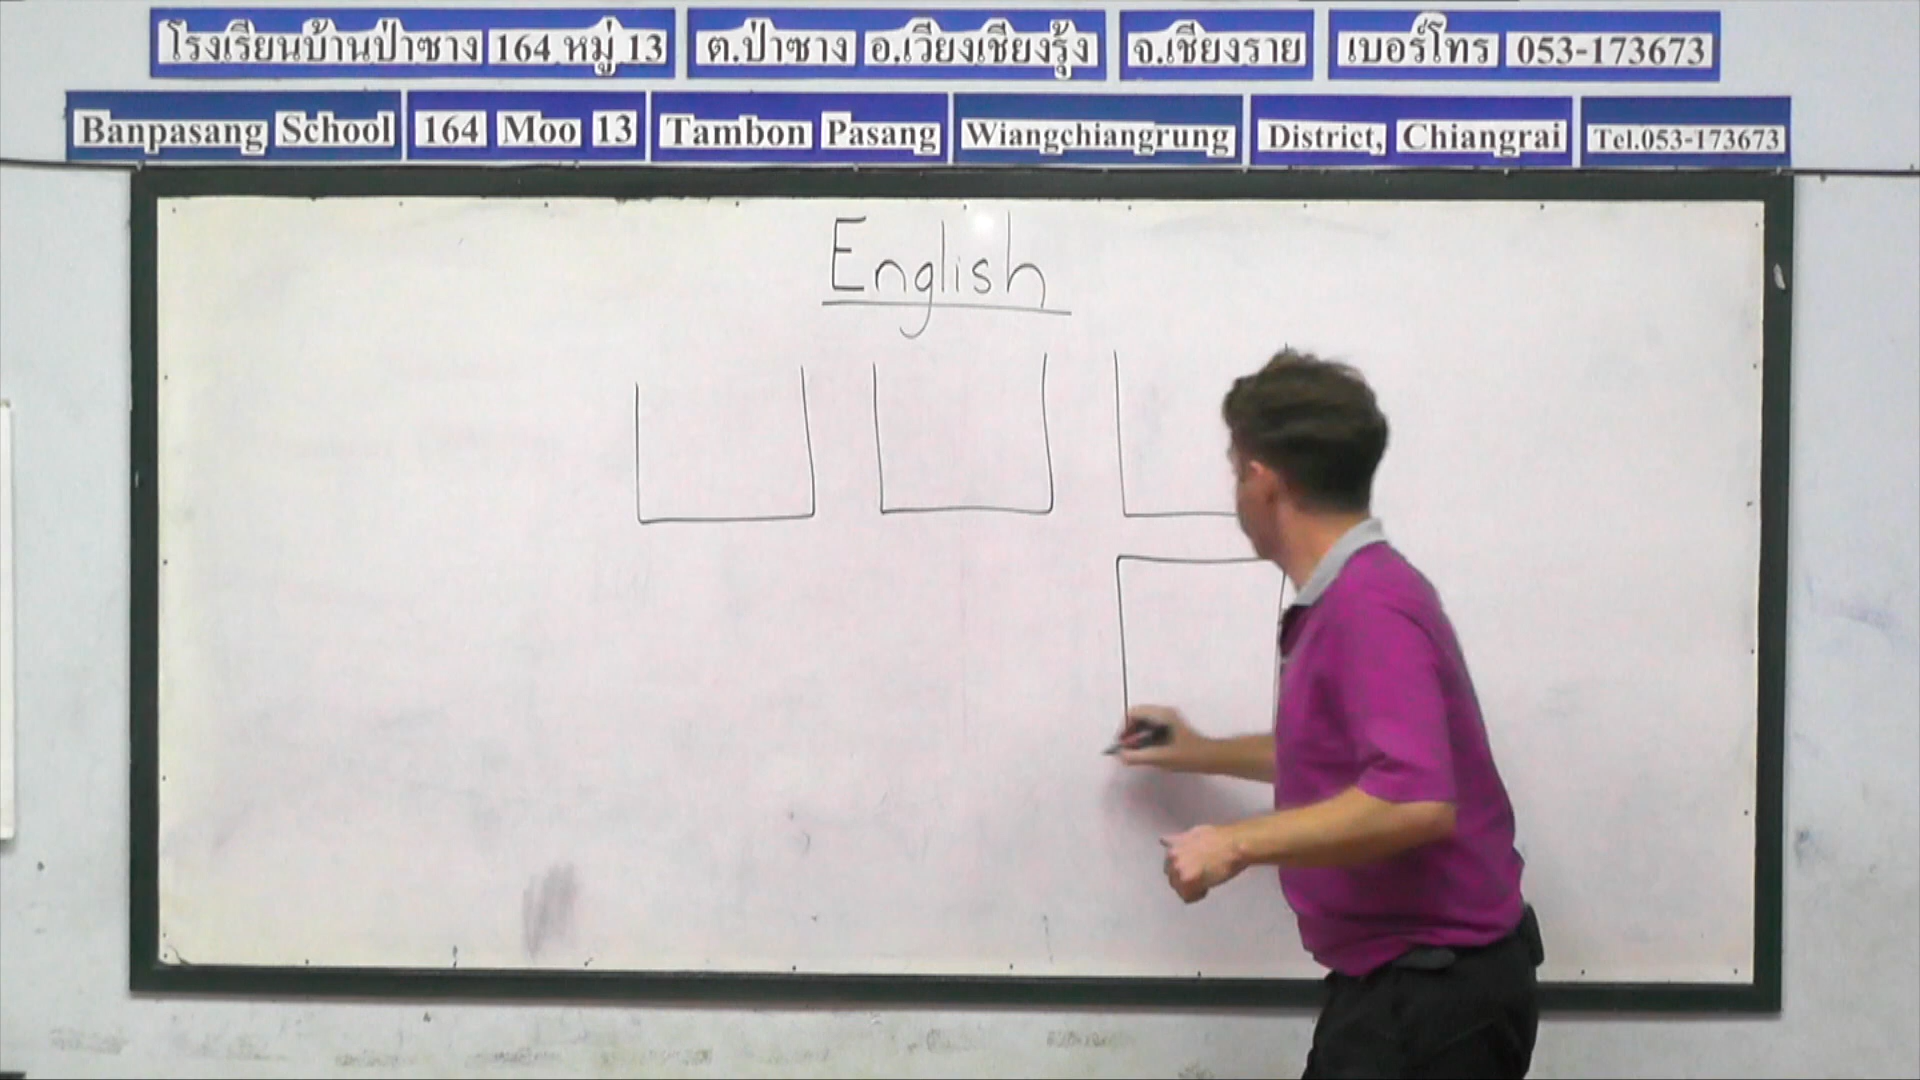 โรงเรียนบ้านป่าซาง 164 หมู่ 13 ต.ป่าซาง อ.เวียงเชียงรุ้ง จ.เชียงราย เบอร์โทร 053-173673
Banpasang School 164 Moo 13 Tambon Pasang Wiangchiangrung District, Chiangrai Tel.053-173673
English